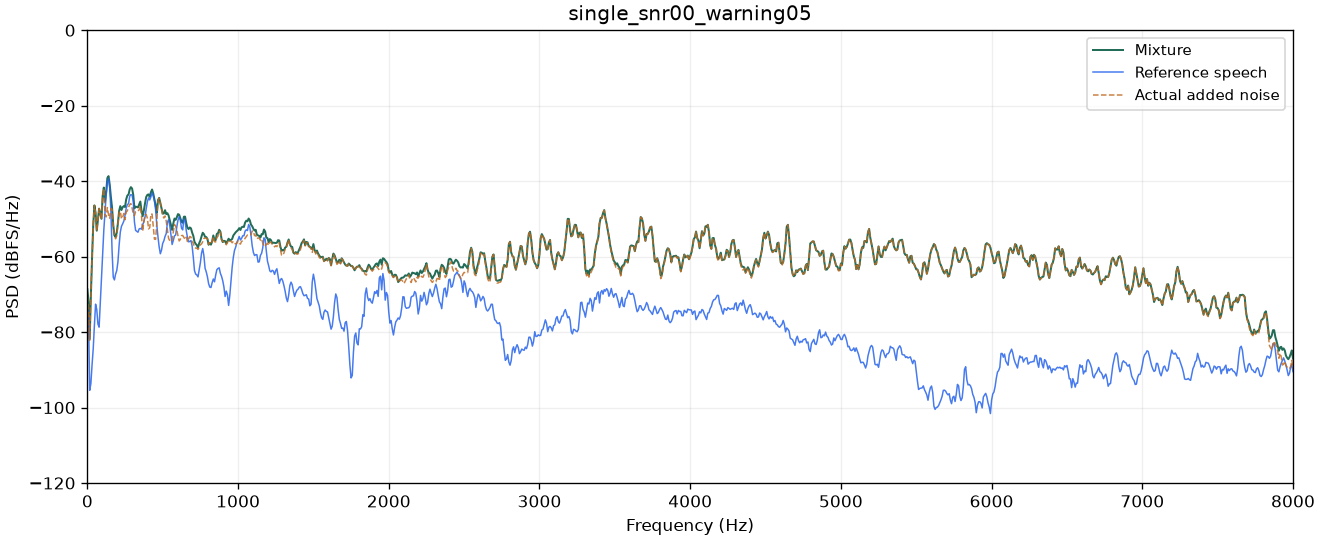 single_snr00_warning05
PSD (dBFS/Hz)
0
−20
−40
−60
−80
−100
−120
Mixture
Reference speech
Actual added noise
0 1000 2000 3000 4000 5000 6000 7000 8000
Frequency (Hz)